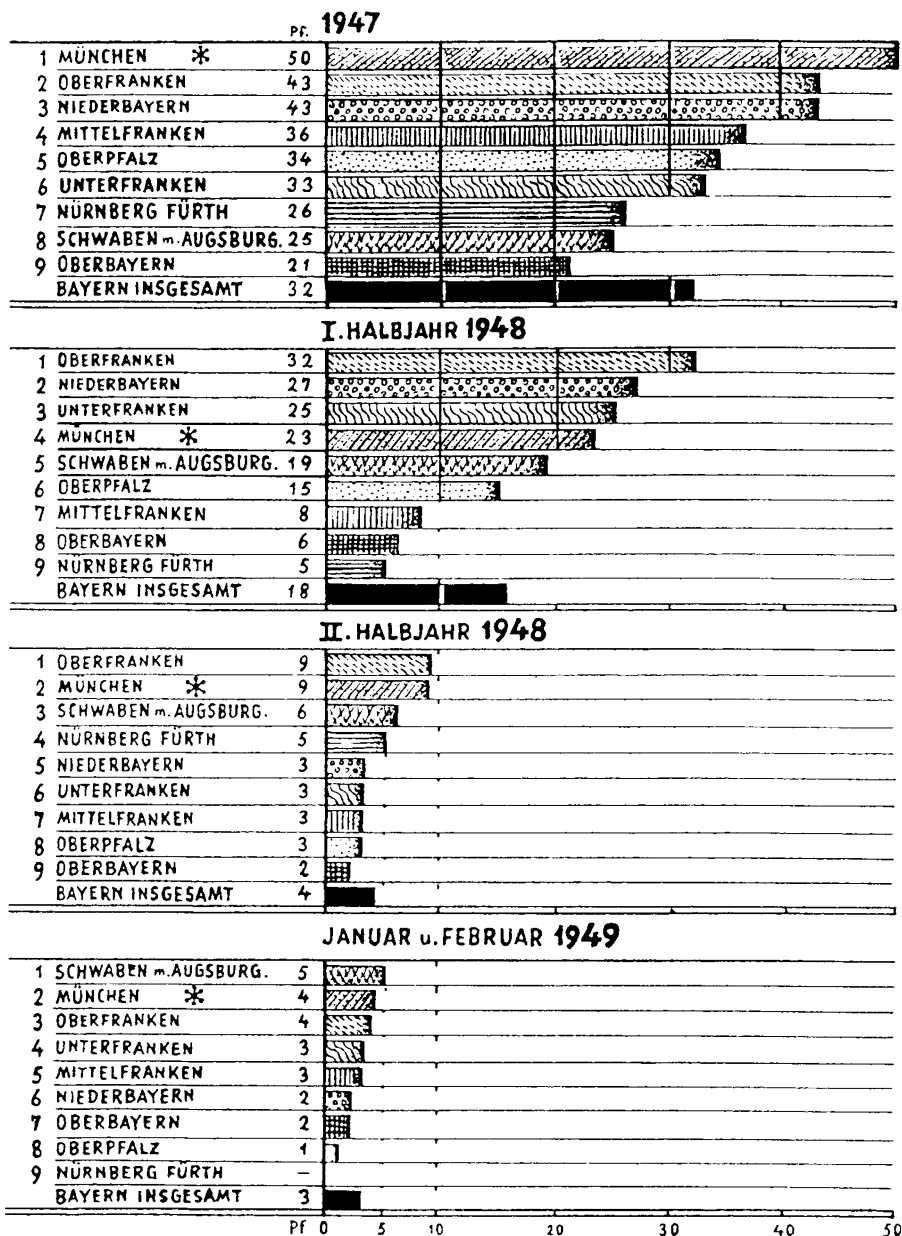 Pf. 1947
1 MÜNCHEN * 50
2 OBERFRANKEN 43
3 NIEDERBAYERN 43
4 MITTELFRANKEN 36
5 OBERPFALZ 34
6 UNTERFRANKEN 33
7 NÜRNBERG FÜRTH 26
8 SCHWABEN m. AUGSBURG. 25
9 OBERBAYERN 21
BAYERN INSGESAMT 32
I. HALBJAHR 1948
1 OBERFRANKEN 32
2 NIEDERBAYERN 27
3 UNTERFRANKEN 25
4 MÜNCHEN * 23
5 SCHWABEN m. AUGSBURG. 19
6 OBERPFALZ 15
7 MITTELFRANKEN 8
8 OBERBAYERN 6
9 NÜRNBERG FÜRTH 5
BAYERN INSGESAMT 18
II. HALBJAHR 1948
1 OBERFRANKEN 9
2 MÜNCHEN * 9
3 SCHWABEN m. AUGSBURG. 6
4 NÜRNBERG FÜRTH 5
5 NIEDERBAYERN 3
6 UNTERFRANKEN 3
7 MITTELFRANKEN 3
8 OBERPFALZ 3
9 OBERBAYERN 2
BAYERN INSGESAMT 4
JANUAR u. FEBRUAR 1949
1 SCHWABEN m. AUGSBURG. 5
2 MÜNCHEN * 4
3 OBERFRANKEN 4
4 UNTERFRANKEN 3
5 MITTELFRANKEN 3
6 NIEDERBAYERN 2
7 OBERBAYERN 2
8 OBERPFALZ 1
9 NÜRNBERG FÜRTH –
BAYERN INSGESAMT 3
Pf 0 5 10 20 30 40 50